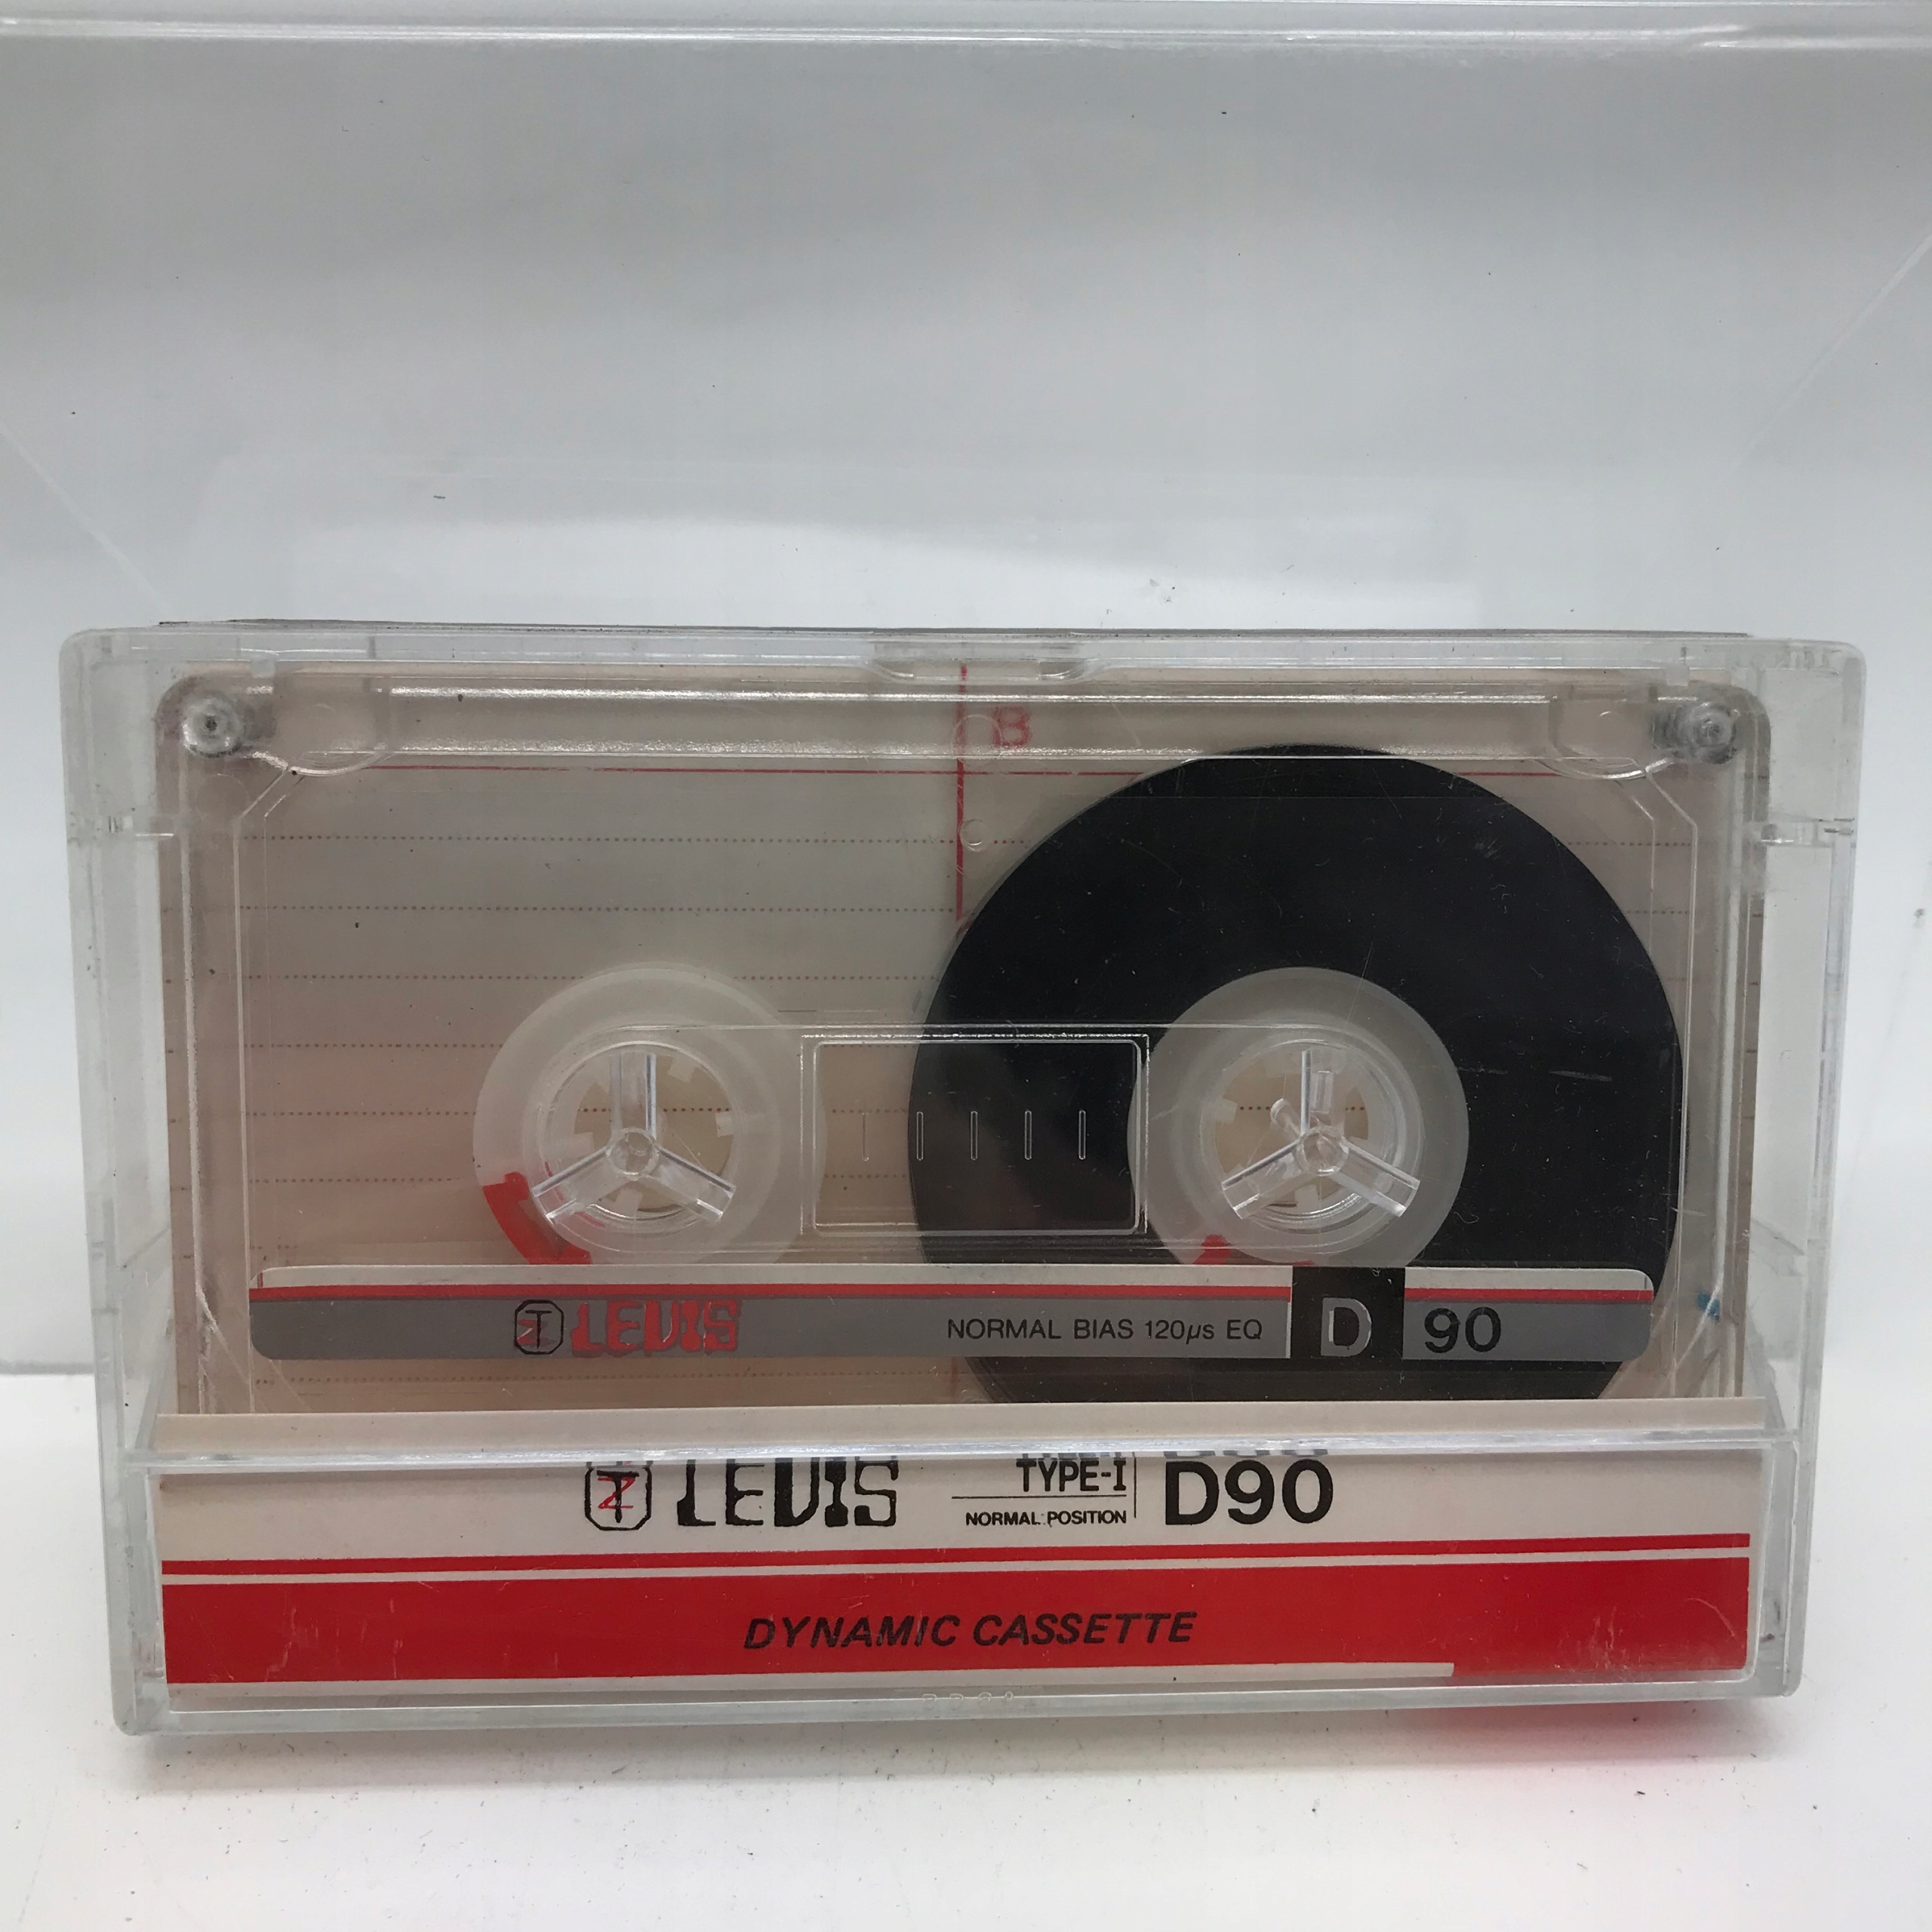 B
T LEVIS NORMAL BIAS 120µs EQ D 90
T LEVIS TYPE-I D90
NORMAL POSITION
DYNAMIC CASSETTE